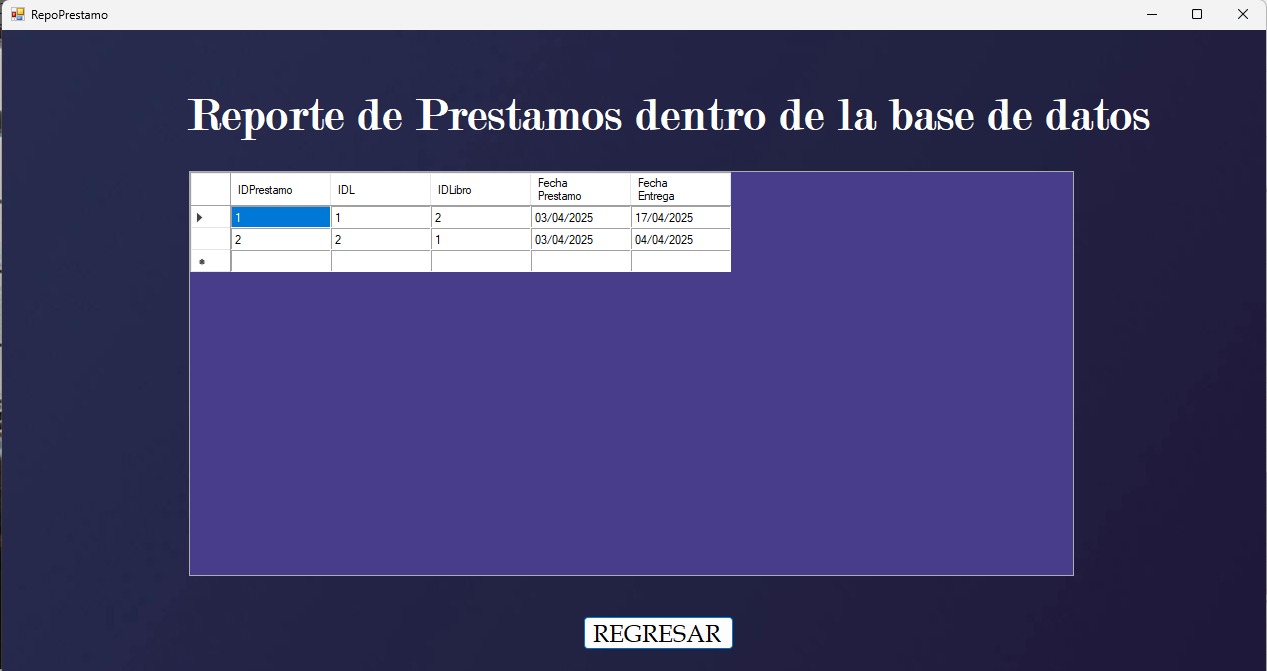 RepoPrestamo
Reporte de Prestamos dentro de la base de datos
IDPrestamo IDL IDLibro Fecha Prestamo Fecha Entrega
1 1 2 03/04/2025 17/04/2025
2 2 1 03/04/2025 04/04/2025
REGRESAR